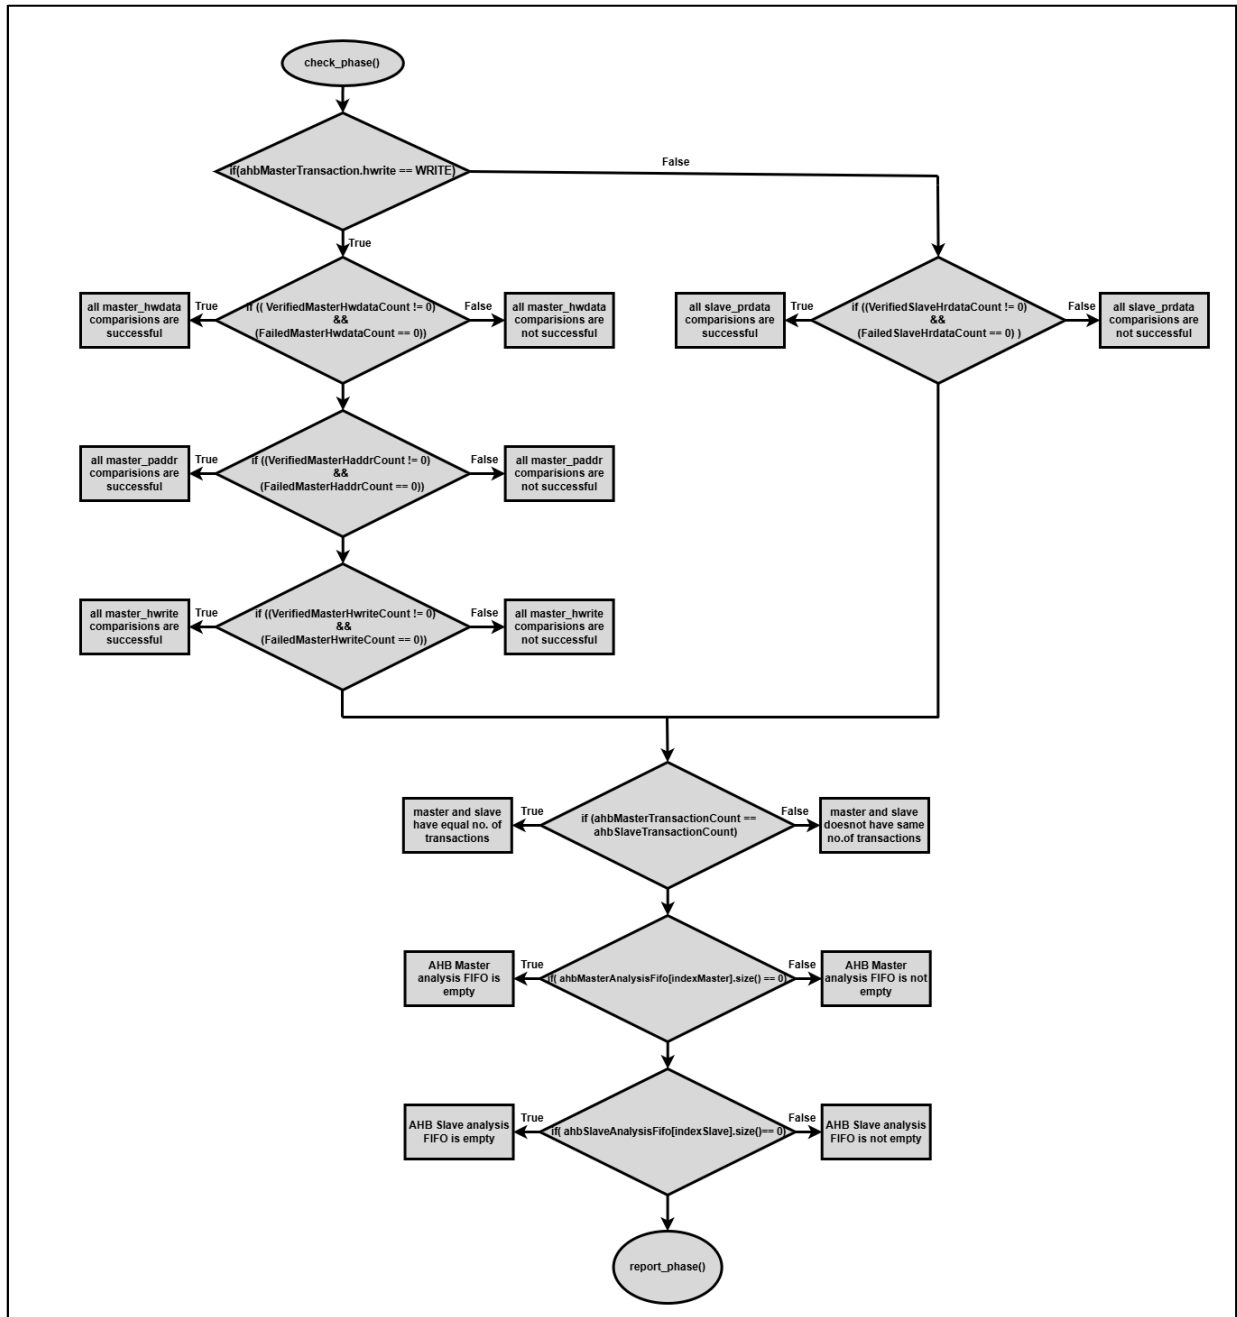 check_phase()
if(ahbMasterTransaction.hwrite == WRITE)
False
True
all master_hwdata
comparisions are
successful
True
if (( VerifiedMasterHwdataCount != 0)
&&
(FailedMasterHwdataCount == 0))
False
all master_hwdata
comparisions are
not successful
all slave_prdata
comparisions are
successful
True
if ((VerifiedSlaveHrdataCount != 0)
&&
(FailedSlaveHrdataCount == 0) )
False
all slave_prdata
comparisions are
not successful
all master_paddr
comparisions are
successful
True
if ((VerifiedMasterHaddrCount != 0)
&&
(FailedMasterHaddrCount == 0))
False
all master_paddr
comparisions are
not successful
all master_hwrite
comparisions are
successful
True
if ((VerifiedMasterHwriteCount != 0)
&&
(FailedMasterHwriteCount == 0))
False
all master_hwrite
comparisions are
not successful
master and slave
have equal no. of
transactions
True
if (ahbMasterTransactionCount ==
ahbSlaveTransactionCount)
False
master and slave
doesnot have same
no.of transactions
AHB Master
analysis FIFO is
empty
True
if( ahbMasterAnalysisFifo[indexMaster].size() == 0)
False
AHB Master
analysis FIFO is not
empty
AHB Slave analysis
FIFO is empty
True
if( ahbSlaveAnalysisFifo[indexSlave].size()== 0)
False
AHB Slave analysis
FIFO is not empty
report_phase()